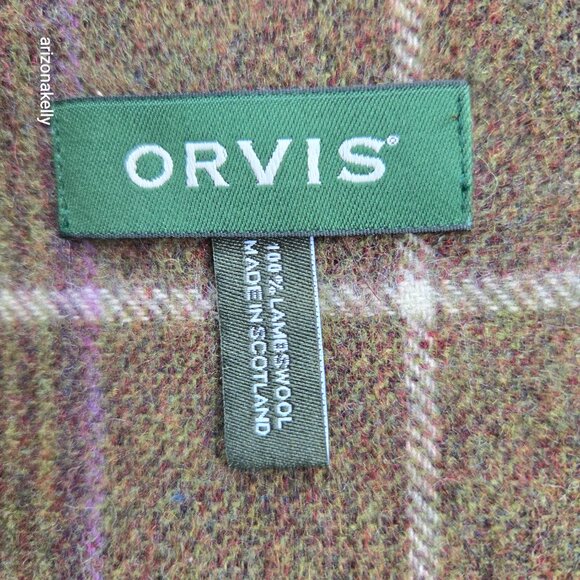 arizonakelly
ORVIS®
100% LAMBSWOOL
MADE IN SCOTLAND